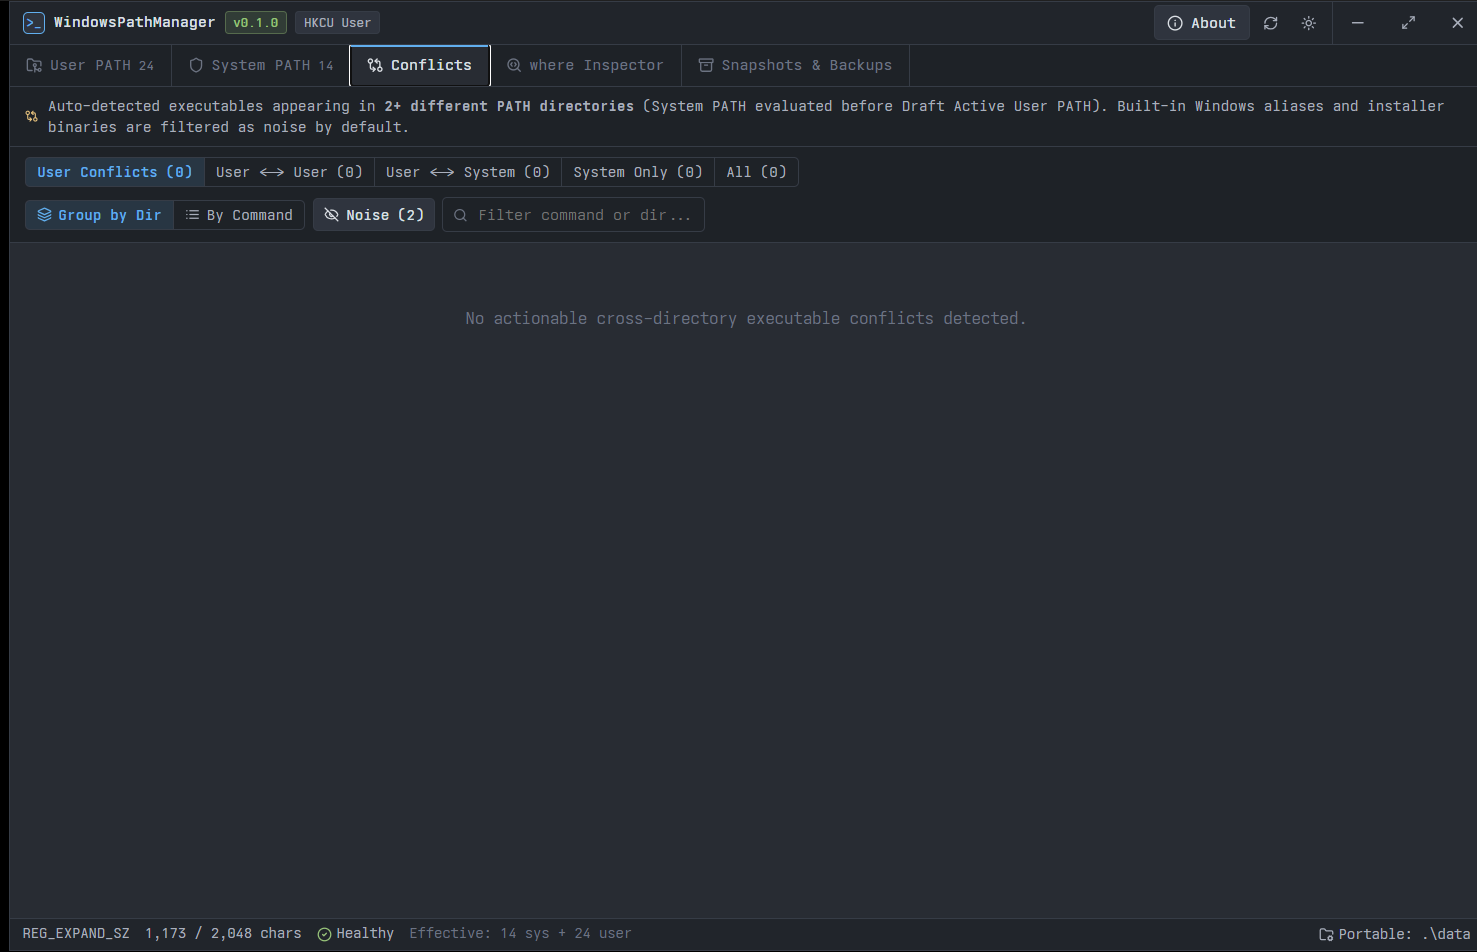 >_ WindowsPathManager v0.1.0 HKCU User About
User PATH 24 System PATH 14 Conflicts where Inspector Snapshots & Backups
Auto-detected executables appearing in 2+ different PATH directories (System PATH evaluated before Draft Active User PATH). Built-in Windows aliases and installer
binaries are filtered as noise by default.
User Conflicts (0) User <—> User (0) User <—> System (0) System Only (0) All (0)
Group by Dir By Command Noise (2) Filter command or dir...
No actionable cross-directory executable conflicts detected.
REG_EXPAND_SZ 1,173 / 2,048 chars Healthy Effective: 14 sys + 24 user Portable: .\data